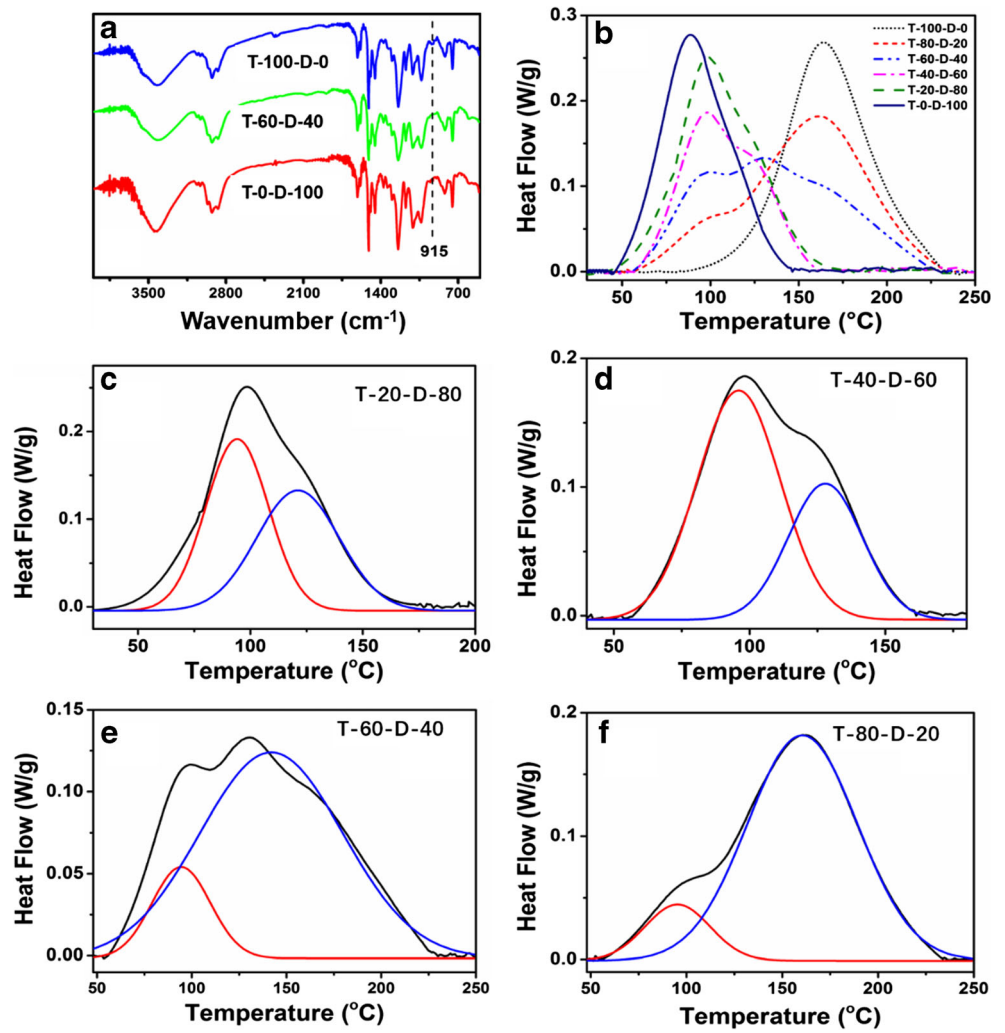 a
T-100-D-0
T-60-D-40
T-0-D-100
915
3500 2800 2100 1400 700
Wavenumber (cm⁻¹)
b
T-100-D-0
T-80-D-20
T-60-D-40
T-40-D-60
T-20-D-80
T-0-D-100
0.3
0.2
0.1
0.0
Heat Flow (W/g)
50 100 150 200 250
Temperature (°C)
c
T-20-D-80
0.2
0.1
0.0
Heat Flow (W/g)
50 100 150 200
Temperature (°C)
d
T-40-D-60
0.2
0.1
0.0
Heat Flow (W/g)
50 100 150
Temperature (°C)
e
T-60-D-40
0.15
0.10
0.05
0.00
Heat Flow (W/g)
50 100 150 200 250
Temperature (°C)
f
T-80-D-20
0.2
0.1
0.0
Heat Flow (W/g)
50 100 150 200 250
Temperature (°C)